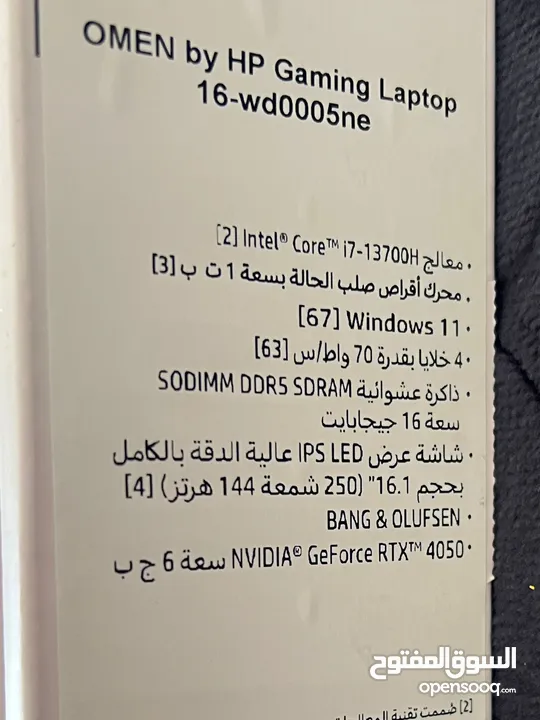 OMEN by HP Gaming Laptop
16-wd0005ne
• معالج Intel® Core™ i7-13700H [2]
• محرك أقراص صلب الحالة بسعة 1 ت ب [3]
• Windows 11 [67]
• 4 خلايا بقدرة 70 واط/س [63]
• ذاكرة عشوائية SODIMM DDR5 SDRAM
سعة 16 جيجابايت
• شاشة عرض IPS LED عالية الدقة بالكامل
بحجم 16.1" (250 شمعة 144 هرتز) [4]
• BANG & OLUFSEN
• NVIDIA® GeForce RTX™ 4050 سعة 6 ج ب
السوق المفتوح
opensooq.com
[2] صُممت تقنية